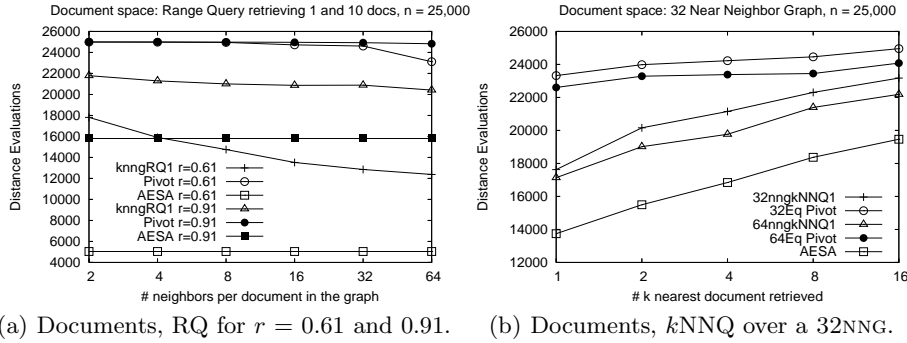 Document space: Range Query retrieving 1 and 10 docs, n = 25,000
Distance Evaluations
26000
24000
22000
20000
18000
16000
14000
12000
10000
8000
6000
4000
knngRQ1 r=0.61
Pivot r=0.61
AESA r=0.61
knngRQ1 r=0.91
Pivot r=0.91
AESA r=0.91
2 4 8 16 32 64
# neighbors per document in the graph
(a) Documents, RQ for r = 0.61 and 0.91.
Document space: 32 Near Neighbor Graph, n = 25,000
Distance Evaluations
26000
24000
22000
20000
18000
16000
14000
12000
32nngkNNQ1
32Eq Pivot
64nngkNNQ1
64Eq Pivot
AESA
1 2 4 8 16
# k nearest document retrieved
(b) Documents, kNNQ over a 32NNG.